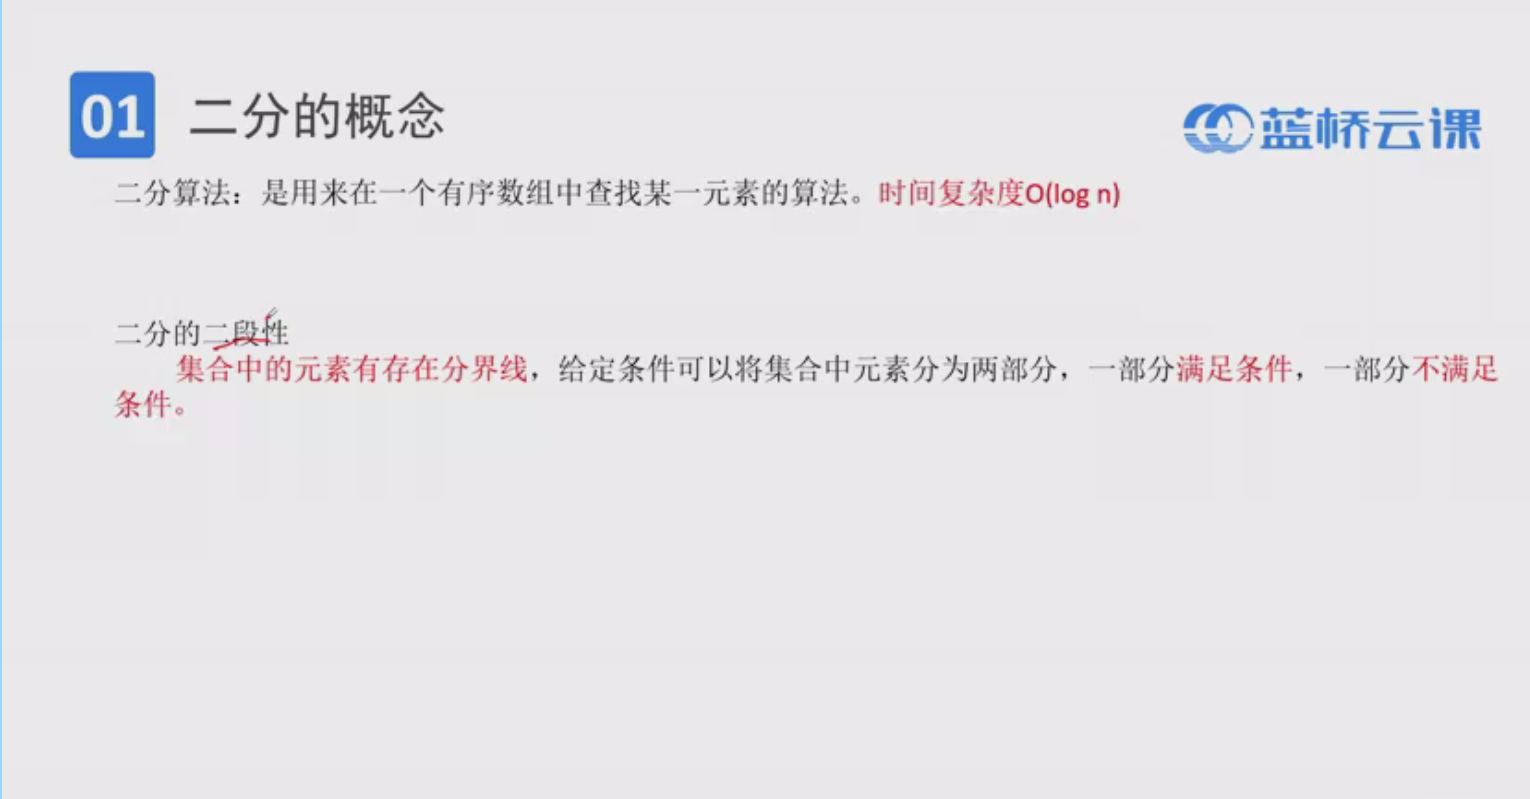 01 二分的概念
蓝桥云课
二分算法：是用来在一个有序数组中查找某一元素的算法。时间复杂度O(log n)
二分的二段性
集合中的元素有存在分界线，给定条件可以将集合中元素分为两部分，一部分满足条件，一部分不满足
条件。